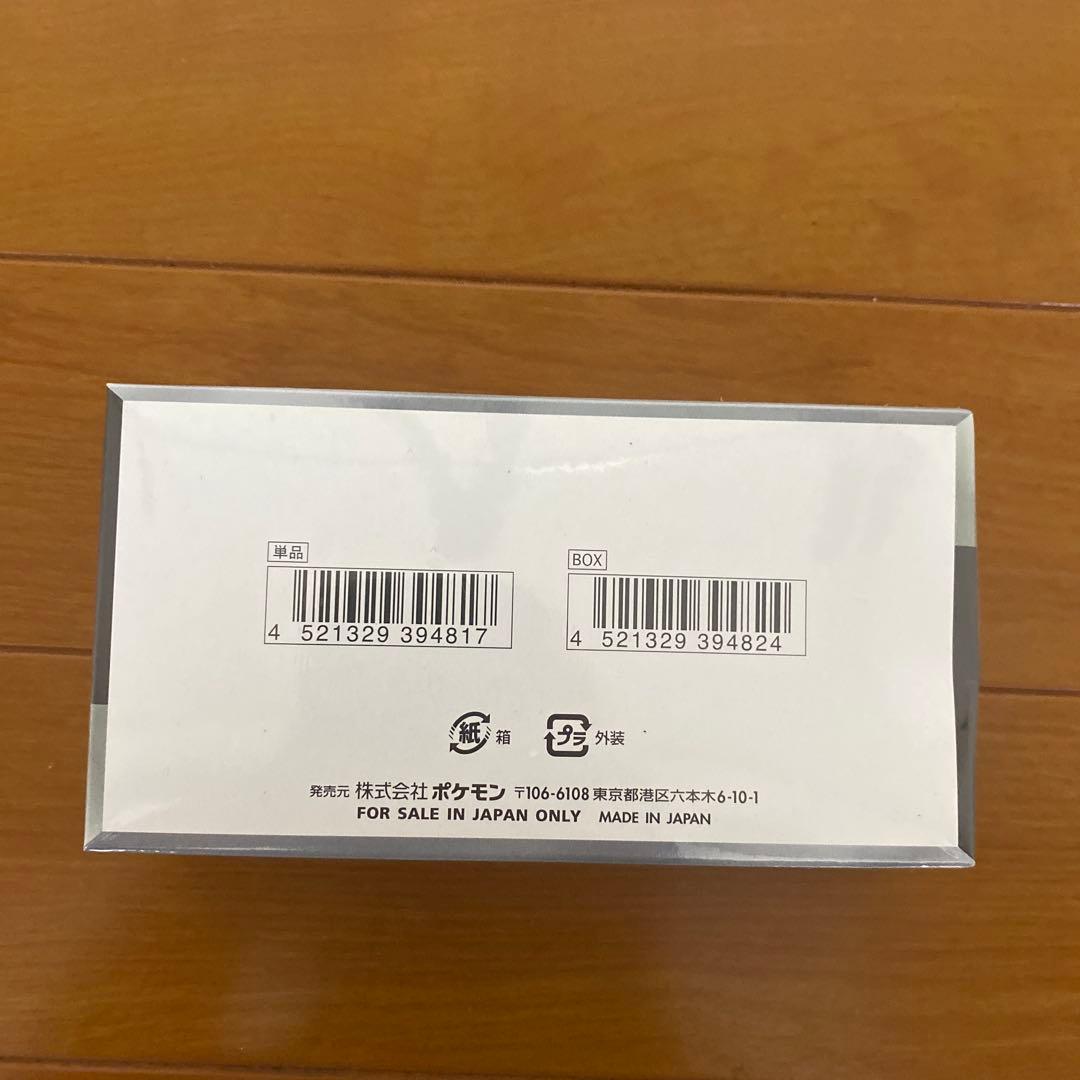 単品
4 521329 394817
BOX
4 521329 394824
紙 箱
プラ 外装
発売元 株式会社 ポケモン 〒106-6108 東京都港区六本木6-10-1
FOR SALE IN JAPAN ONLY MADE IN JAPAN